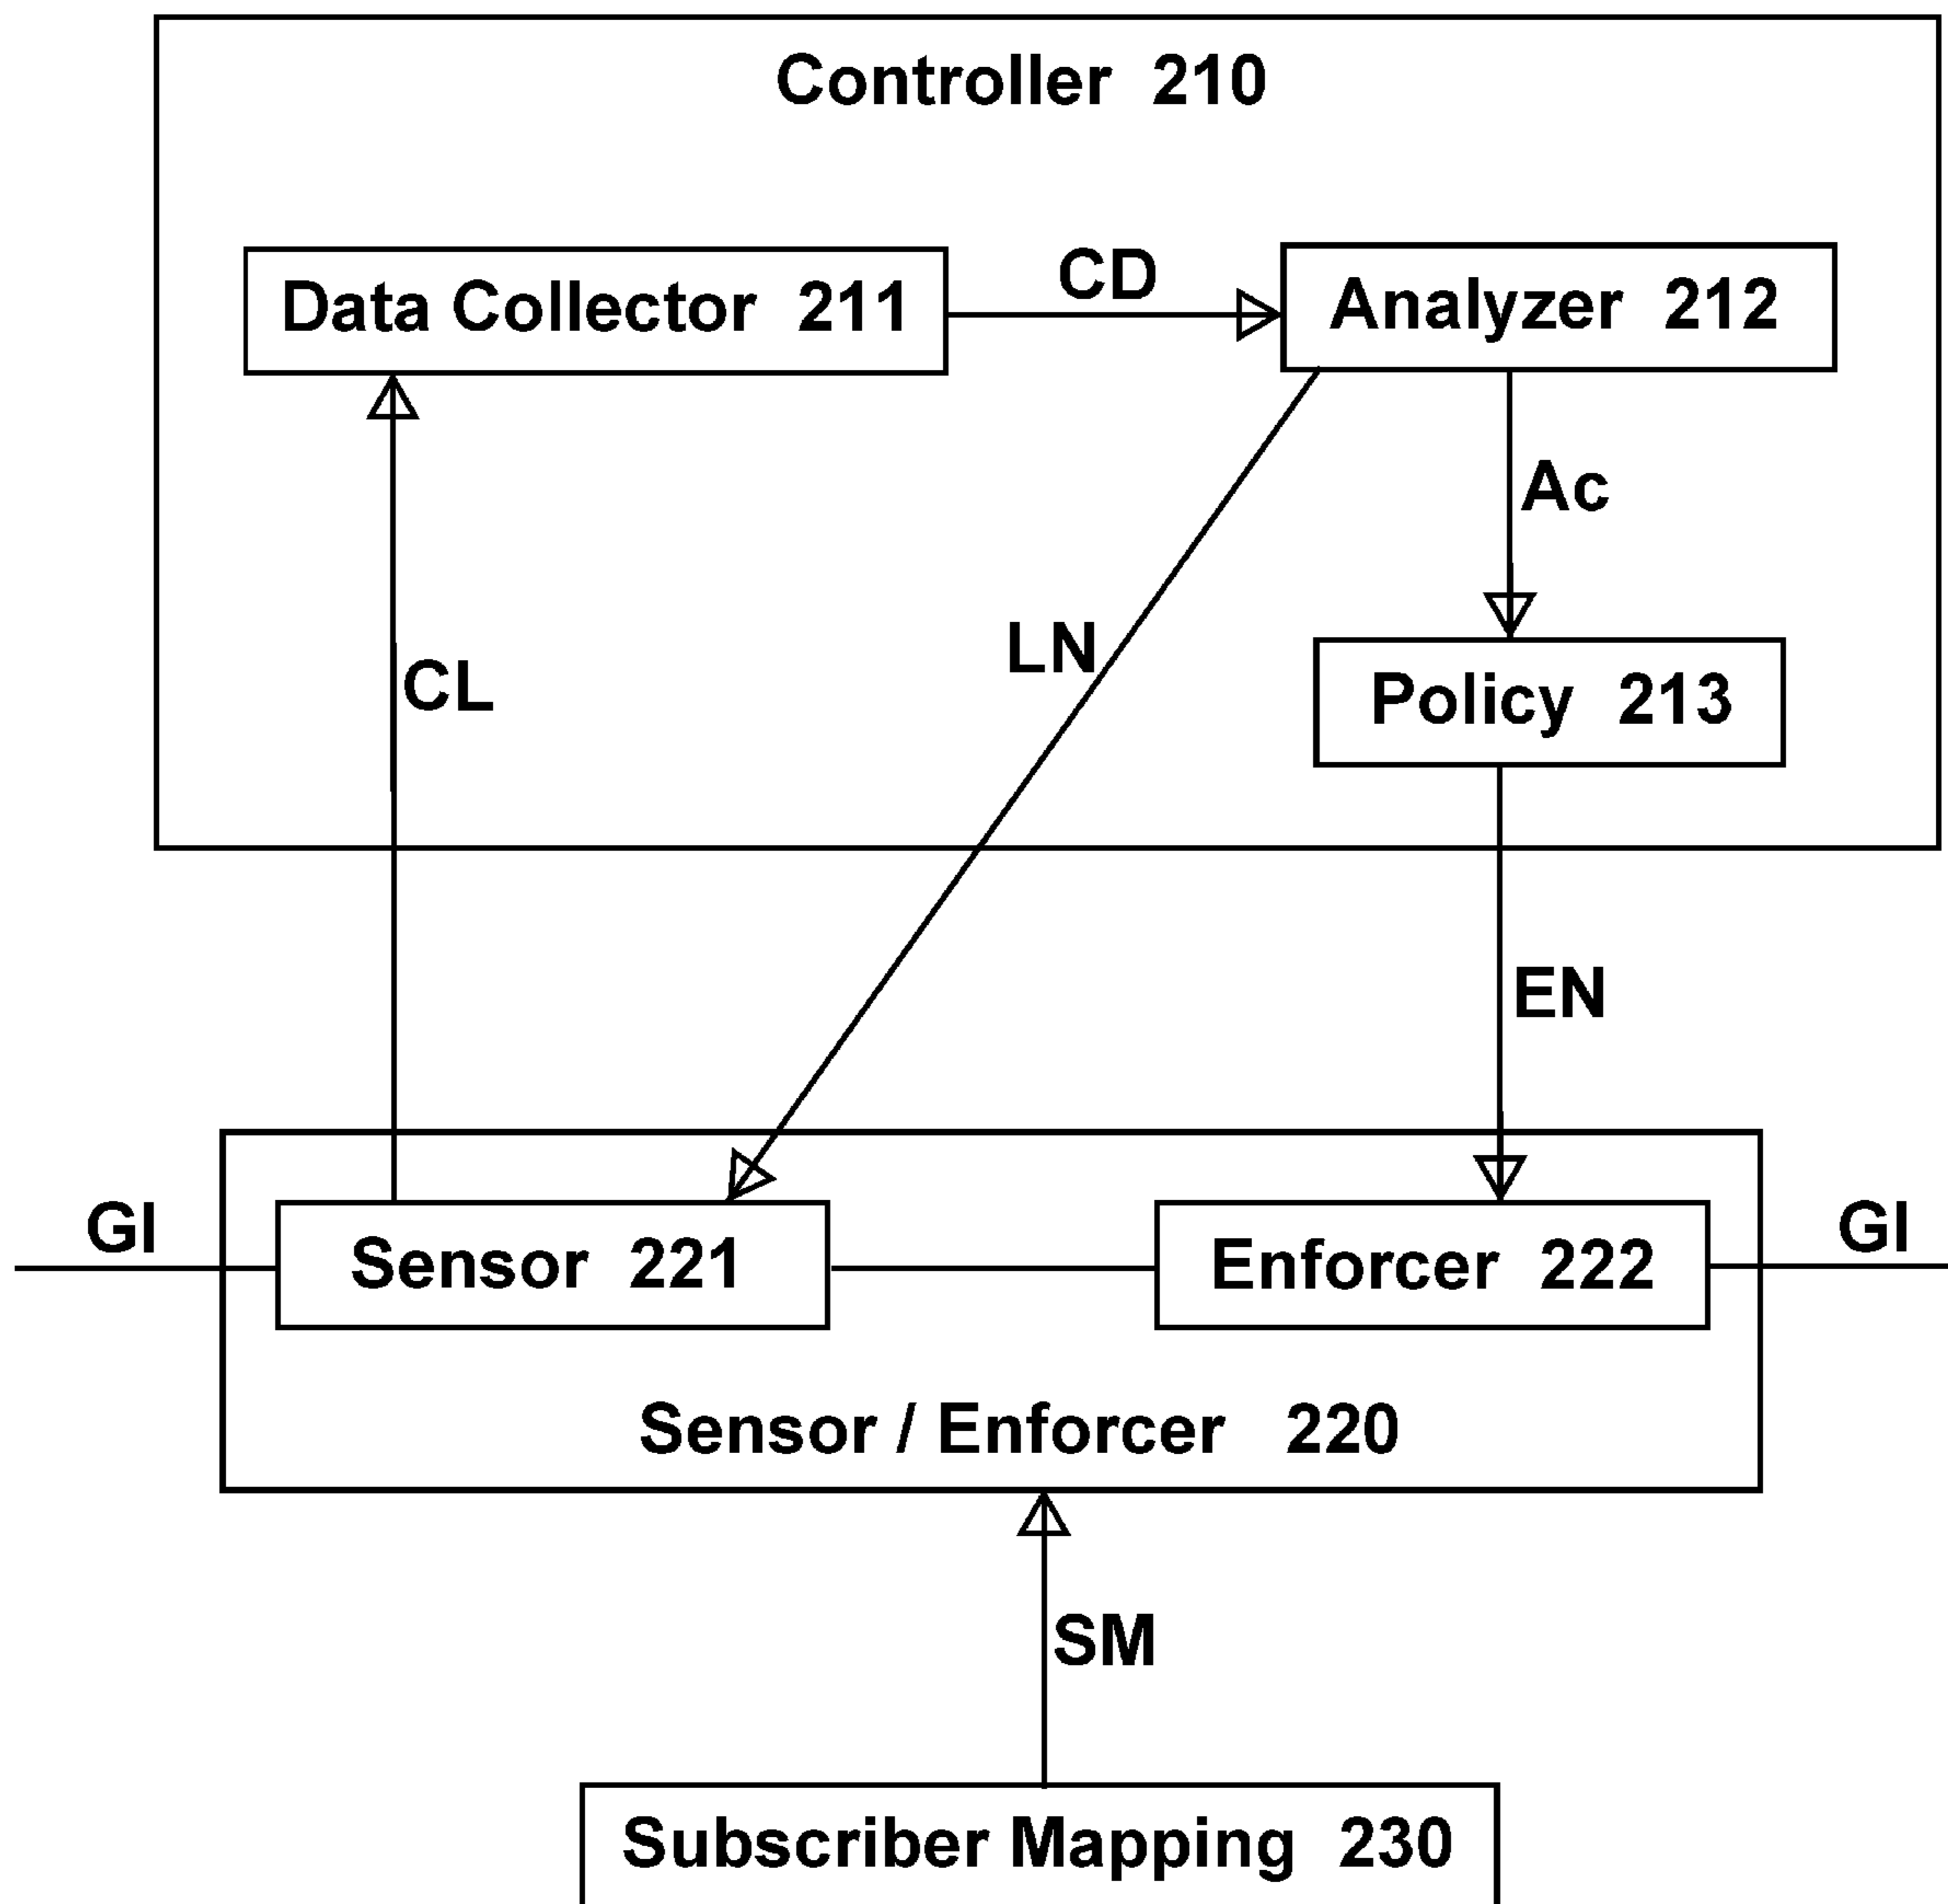 Controller 210
Data Collector 211
CD
Analyzer 212
Ac
LN
CL
Policy 213
EN
GI
Sensor 221
Enforcer 222
GI
Sensor / Enforcer 220
SM
Subscriber Mapping 230